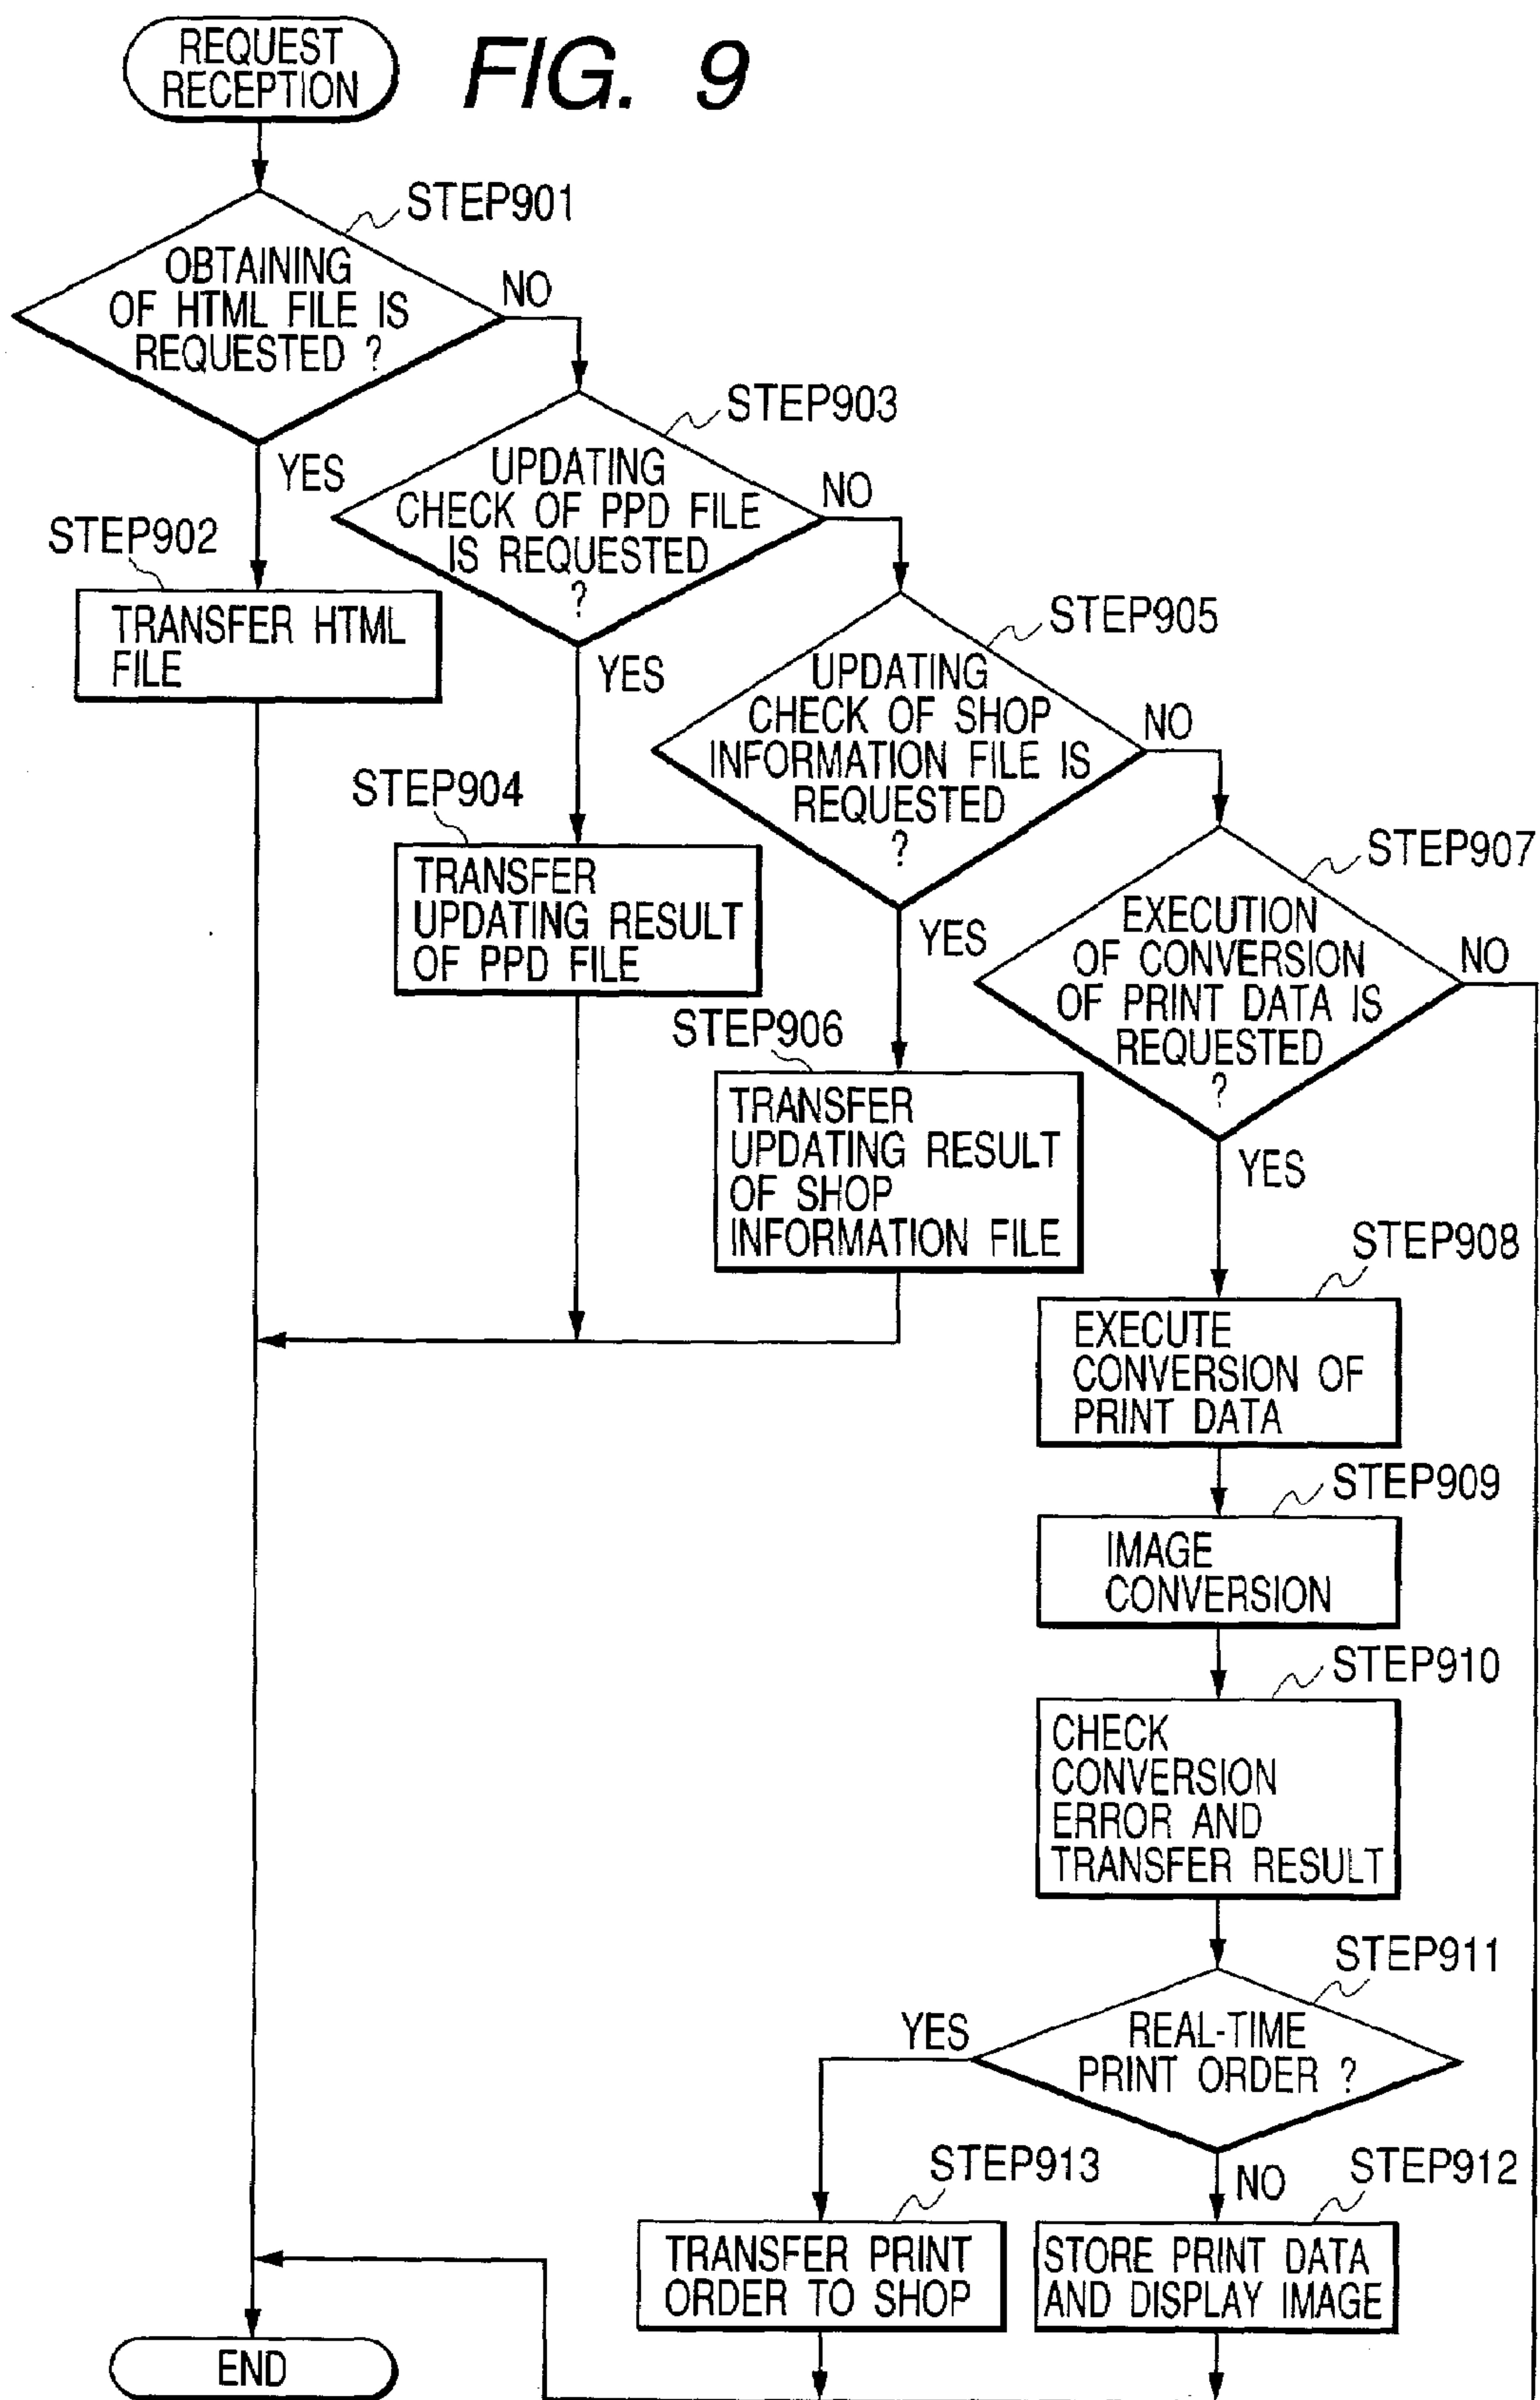 REQUEST
RECEPTION
FIG. 9
STEP901
OBTAINING
OF HTML FILE IS
REQUESTED ?
NO
YES
STEP902
TRANSFER HTML
FILE
STEP903
UPDATING
CHECK OF PPD FILE
IS REQUESTED
?
NO
YES
STEP904
TRANSFER
UPDATING RESULT
OF PPD FILE
STEP905
UPDATING
CHECK OF SHOP
INFORMATION FILE IS
REQUESTED
?
NO
YES
STEP906
TRANSFER
UPDATING RESULT
OF SHOP
INFORMATION FILE
STEP907
EXECUTION
OF CONVERSION
OF PRINT DATA IS
REQUESTED
?
NO
YES
STEP908
EXECUTE
CONVERSION OF
PRINT DATA
STEP909
IMAGE
CONVERSION
STEP910
CHECK
CONVERSION
ERROR AND
TRANSFER RESULT
STEP911
REAL-TIME
PRINT ORDER ?
YES
NO
STEP913
TRANSFER PRINT
ORDER TO SHOP
STEP912
STORE PRINT DATA
AND DISPLAY IMAGE
END